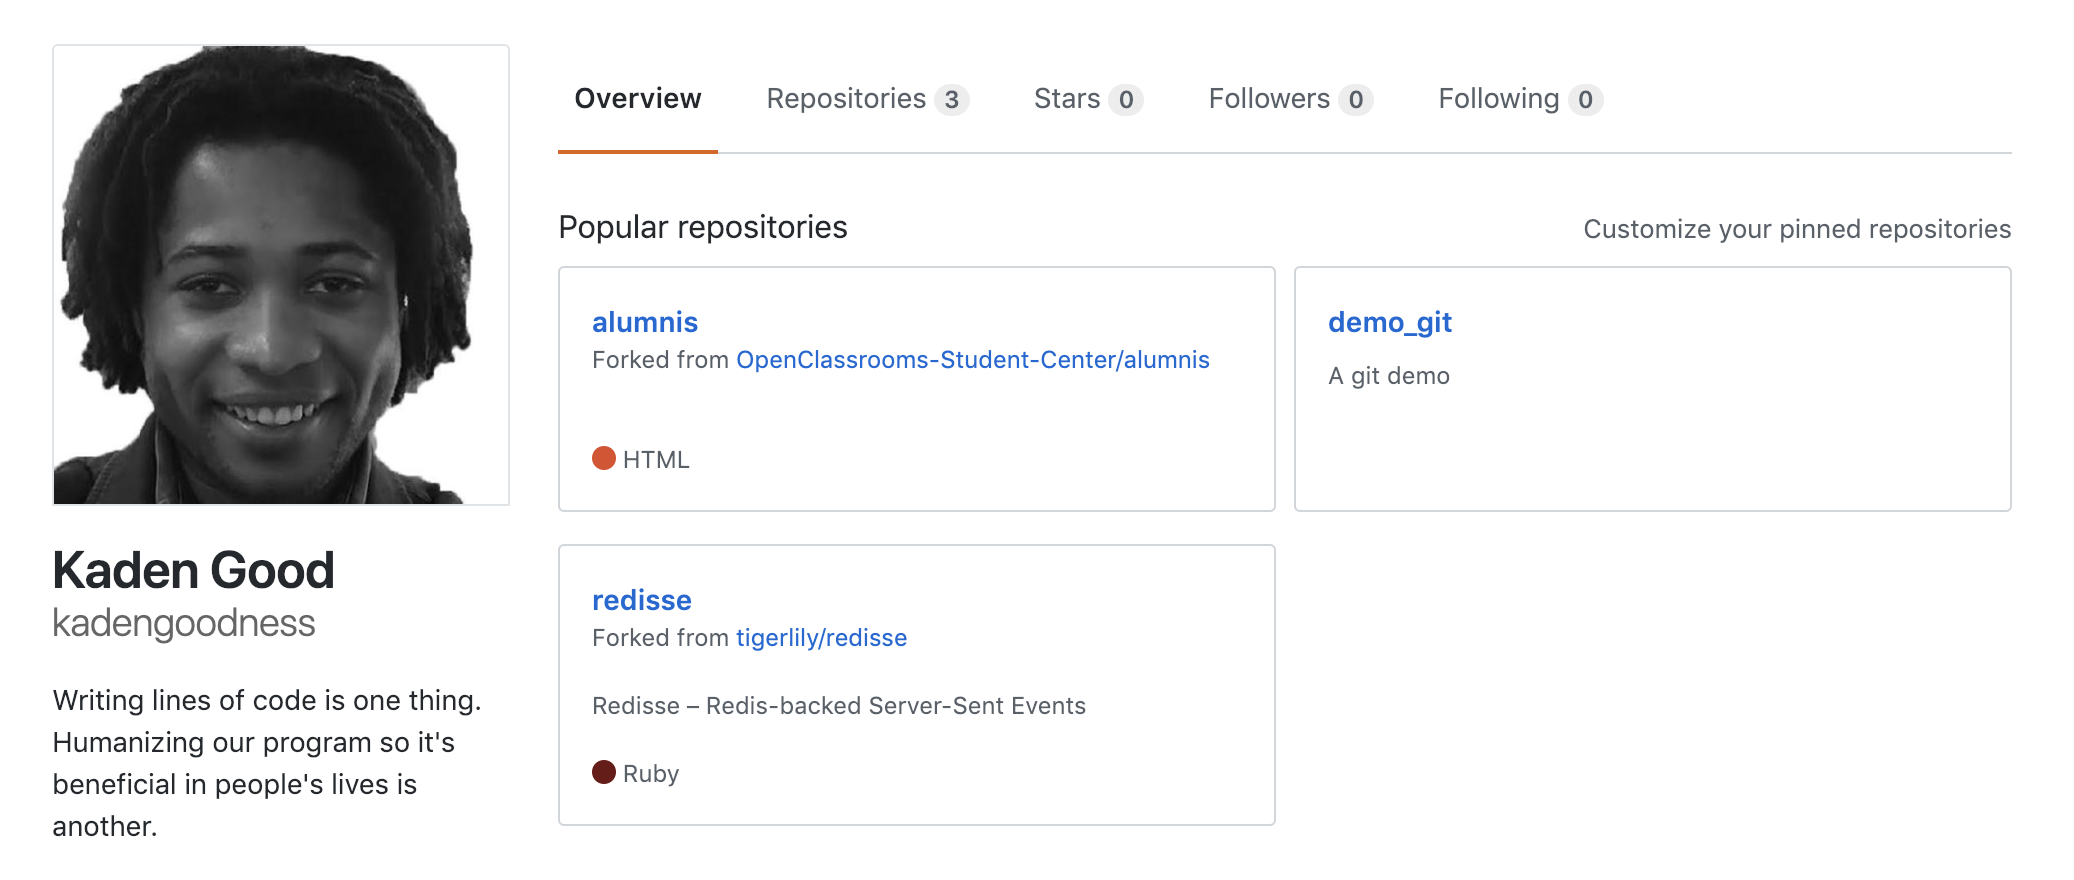 Overview Repositories 3 Stars 0 Followers 0 Following 0
Popular repositories
Customize your pinned repositories
alumnis
Forked from OpenClassrooms-Student-Center/alumnis
HTML
demo_git
A git demo
redisse
Forked from tigerlily/redisse
Redisse – Redis-backed Server-Sent Events
Ruby
Kaden Good
kadengoodness
Writing lines of code is one thing.
Humanizing our program so it's
beneficial in people's lives is
another.